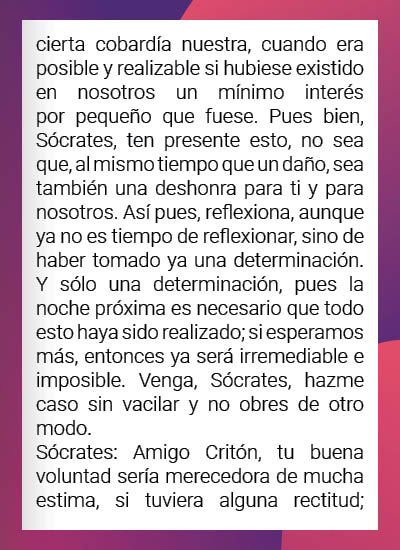 cierta cobardía nuestra, cuando era
posible y realizable si hubiese existido
en nosotros un mínimo interés
por pequeño que fuese. Pues bien,
Sócrates, ten presente esto, no sea
que, al mismo tiempo que un daño, sea
también una deshonra para ti y para
nosotros. Así pues, reflexiona, aunque
ya no es tiempo de reflexionar, sino de
haber tomado ya una determinación.
Y sólo una determinación, pues la
noche próxima es necesario que todo
esto haya sido realizado; si esperamos
más, entonces ya será irremediable e
imposible. Venga, Sócrates, hazme
caso sin vacilar y no obres de otro
modo.
Sócrates: Amigo Critón, tu buena
voluntad sería merecedora de mucha
estima, si tuviera alguna rectitud;